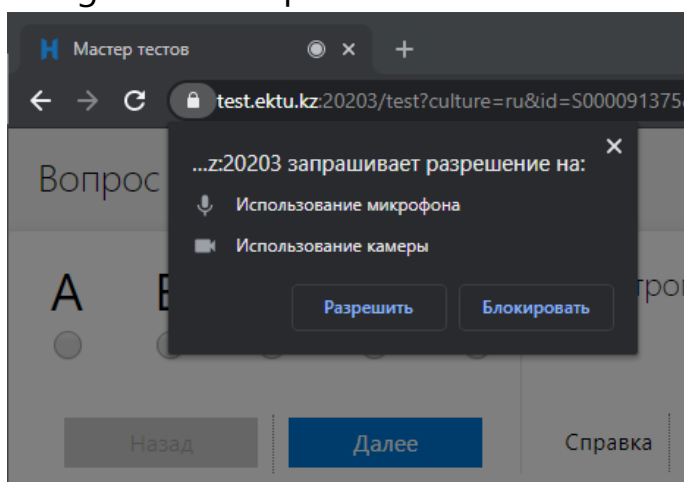 Мастер тестов
test.ektu.kz:20203/test?culture=ru&id=S000091375
Вопрос
...z:20203 запрашивает разрешение на:
Использование микрофона
Использование камеры
A
Разрешить Блокировать
Назад Далее Справка